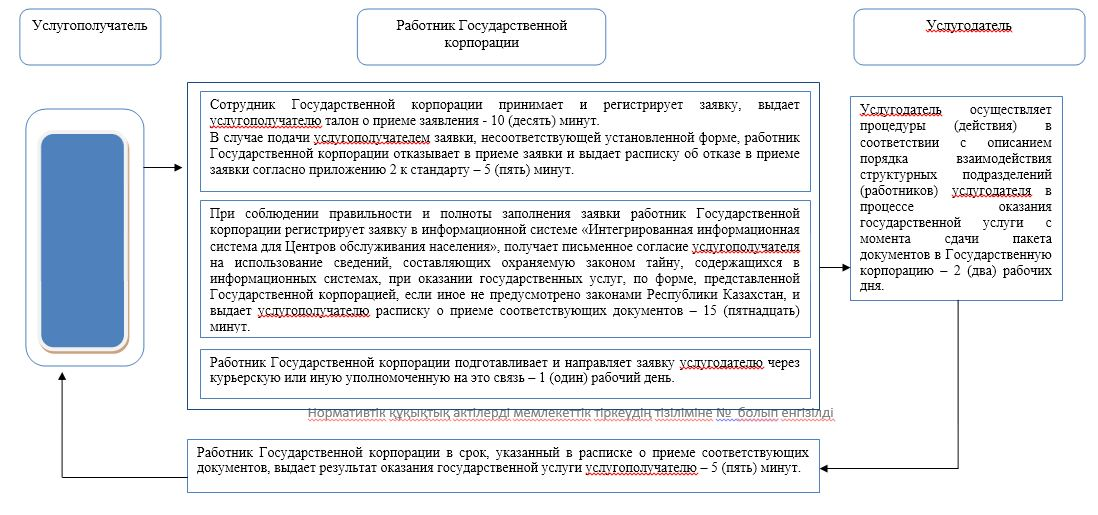 Услугополучатель
Работник Государственной
корпорации
Услугодатель
Сотрудник Государственной корпорации принимает и регистрирует заявку, выдает
услугополучателю талон о приеме заявления - 10 (десять) минут.
В случае подачи услугополучателем заявки, несоответствующей установленной форме, работник
Государственной корпорации отказывает в приеме заявки и выдает расписку об отказе в приеме
заявки согласно приложению 2 к стандарту – 5 (пять) минут.
При соблюдении правильности и полноты заполнения заявки работник Государственной
корпорации регистрирует заявку в информационной системе «Интегрированная информационная
система для Центров обслуживания населения», получает письменное согласие услугополучателя
на использование сведений, составляющих охраняемую законом тайну, содержащихся в
информационных системах, при оказании государственных услуг, по форме, представленной
Государственной корпорацией, если иное не предусмотрено законами Республики Казахстан, и
выдает услугополучателю расписку о приеме соответствующих документов – 15 (пятнадцать)
минут.
Работник Государственной корпорации подготавливает и направляет заявку услугодателю через
курьерскую или иную уполномоченную на это связь – 1 (один) рабочий день.
Услугодатель осуществляет
процедуры (действия) в
соответствии с описанием
порядка взаимодействия
структурных подразделений
(работников) услугодателя в
процессе оказания
государственной услуги с
момента сдачи пакета
документов в Государственную
корпорацию – 2 (два) рабочих
дня.
Нормативтік құқықтық актілерді мемлекеттік тіркеудің тізіліміне № болып енгізілді
Работник Государственной корпорации в срок, указанный в расписке о приеме соответствующих
документов, выдает результат оказания государственной услуги услугополучателю – 5 (пять) минут.